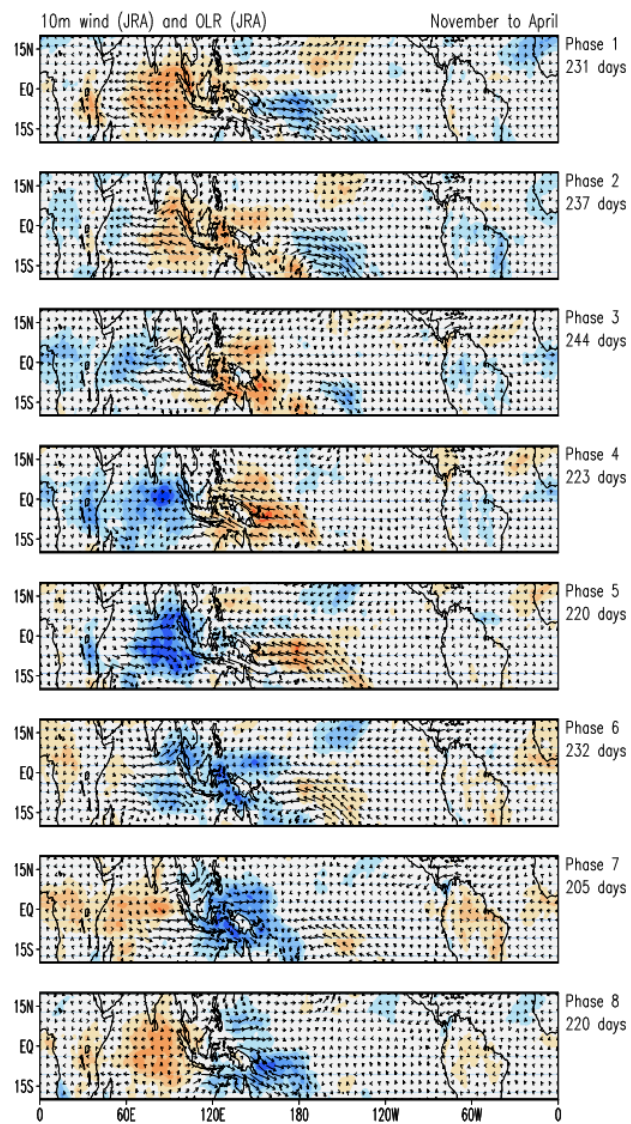 10m wind (JRA) and OLR (JRA) November to April
15N
EQ
15S
Phase 1
231 days
15N
EQ
15S
Phase 2
237 days
15N
EQ
15S
Phase 3
244 days
15N
EQ
15S
Phase 4
223 days
15N
EQ
15S
Phase 5
220 days
15N
EQ
15S
Phase 6
232 days
15N
EQ
15S
Phase 7
205 days
15N
EQ
15S
Phase 8
220 days
0 60E 120E 180 120W 60W 0